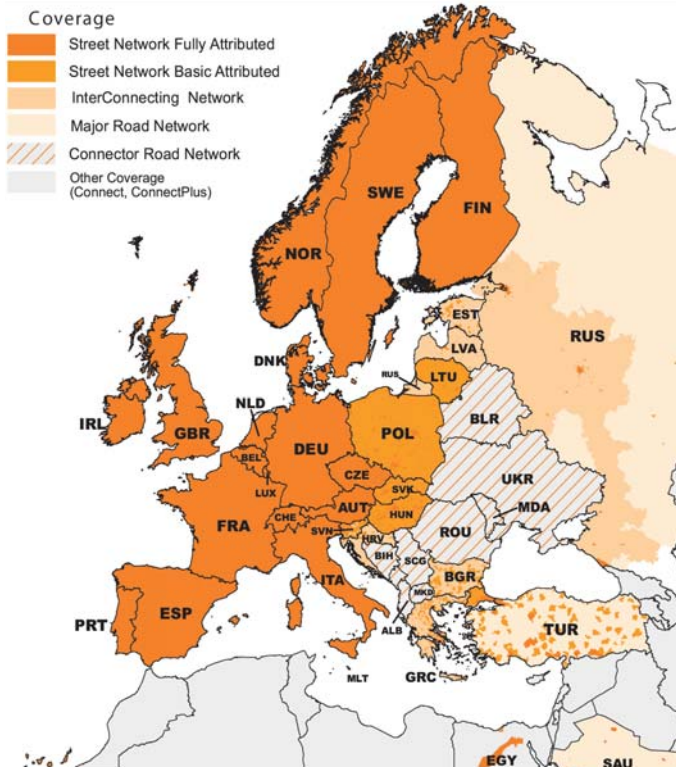 Coverage
Street Network Fully Attributed
Street Network Basic Attributed
InterConnecting Network
Major Road Network
Connector Road Network
Other Coverage
(Connect, ConnectPlus)
SWE
FIN
NOR
EST
RUS
LVA
DNK
RUS
LTU
NLD
BLR
IRL
GBR
POL
DEU
BEL
CZE
UKR
LUX
SVK
MDA
AUT
HUN
FRA
CHE
ROU
SVN
HRV
BIH
SCG
ITA
BGR
ESP
MKD
PRT
ALB
TUR
MLT
GRC
EGY
SAU